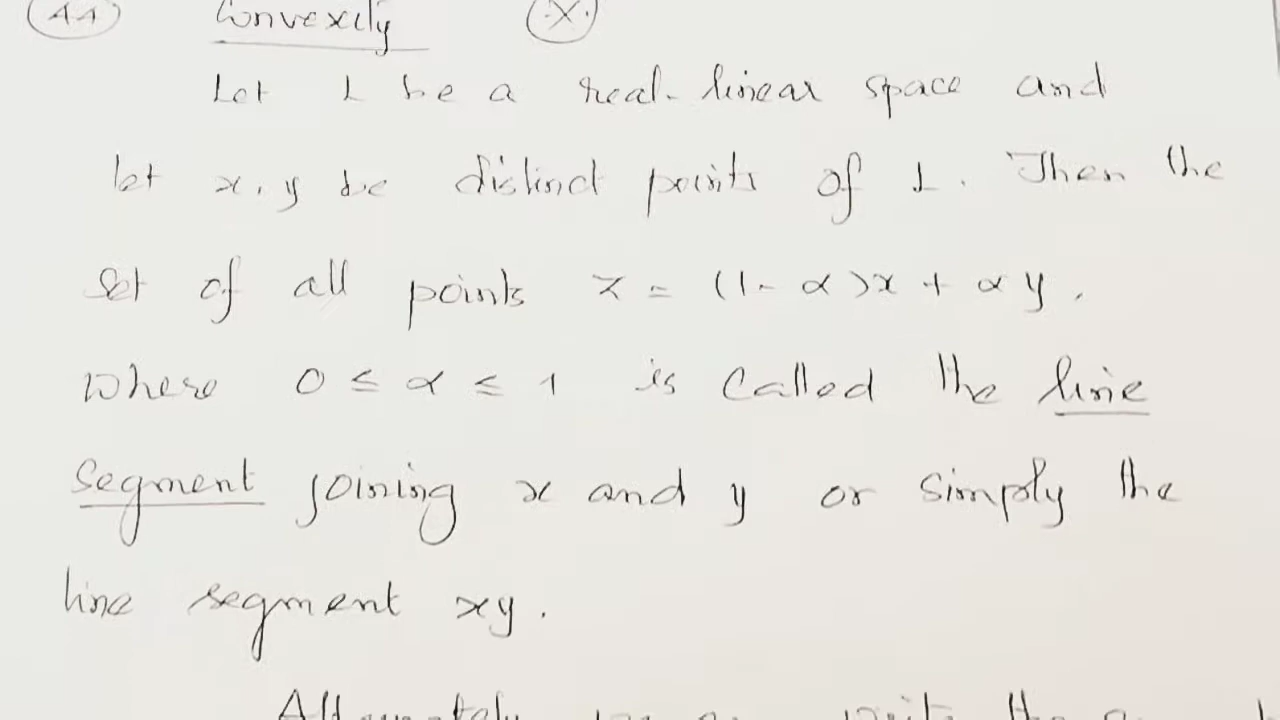 (44) Convexity (X)
Let L be a real linear space and
let x, y be distinct points of L. Then the
set of all points z = (1 - α)x + αy,
where 0 ≤ α ≤ 1 is called the line
segment joining x and y or simply the
line segment xy.